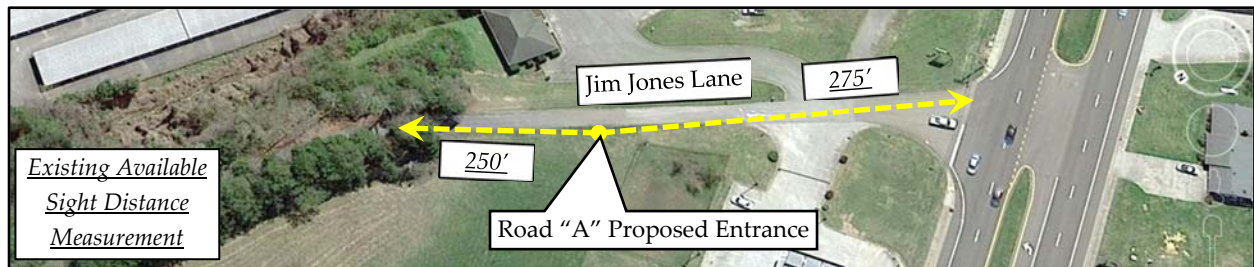 Jim Jones Lane
275'
250'
Existing Available
Sight Distance
Measurement
Road “A” Proposed Entrance
N